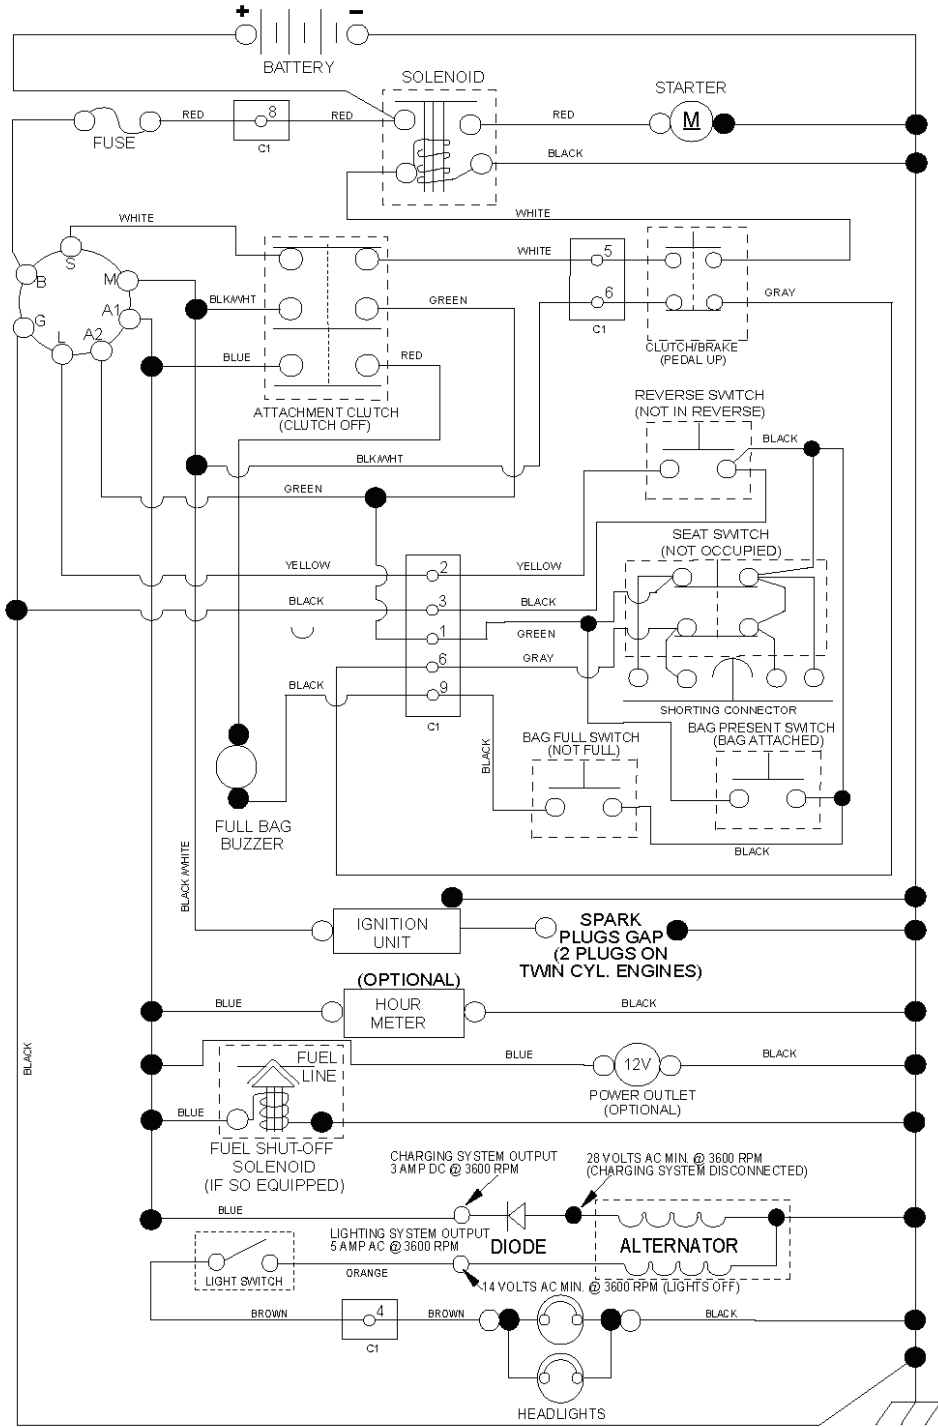 + −
BATTERY
SOLENOID
STARTER
RED
8
RED
RED
M
FUSE
C1
BLACK
WHITE
WHITE
S
B
M
A1
G
L
A2
WHITE
5
BLK/WHT
GREEN
6
GRAY
C1
BLUE
RED
CLUTCH/BRAKE
(PEDAL UP)
ATTACHMENT CLUTCH
(CLUTCH OFF)
REVERSE SWITCH
(NOT IN REVERSE)
BLACK
BLK/WHT
GREEN
SEAT SWITCH
(NOT OCCUPIED)
YELLOW
2
YELLOW
BLACK
3
BLACK
1
GREEN
6
GRAY
BLACK
9
C1
SHORTING CONNECTOR
BLACK
BAG FULL SWITCH
(NOT FULL)
BAG PRESENT SWITCH
(BAG ATTACHED)
FULL BAG
BUZZER
BLACK
BLACK/WHITE
IGNITION
UNIT
SPARK
PLUGS GAP
(2 PLUGS ON
TWIN CYL. ENGINES)
(OPTIONAL)
BLUE
HOUR
METER
BLACK
BLACK
FUEL
LINE
BLUE
12V
BLACK
POWER OUTLET
(OPTIONAL)
BLUE
FUEL SHUT-OFF
SOLENOID
(IF SO EQUIPPED)
CHARGING SYSTEM OUTPUT
3 AMP DC @ 3600 RPM
28 VOLTS AC MIN. @ 3600 RPM
(CHARGING SYSTEM DISCONNECTED)
BLUE
LIGHTING SYSTEM OUTPUT
5 AMP AC @ 3600 RPM
DIODE
ALTERNATOR
LIGHT SWITCH
ORANGE
14 VOLTS AC MIN. @ 3600 RPM (LIGHTS OFF)
BROWN
4
BROWN
BLACK
C1
HEADLIGHTS